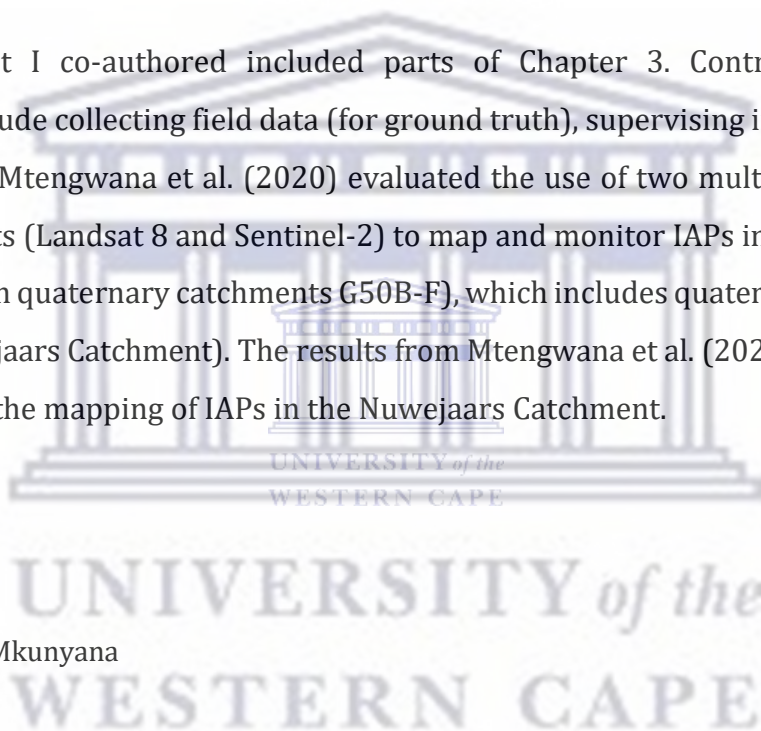 t I co-authored included parts of Chapter 3. Contr
ude collecting field data (for ground truth), supervising i
Mtengwana et al. (2020) evaluated the use of two mult
ts (Landsat 8 and Sentinel-2) to map and monitor IAPs in
n quaternary catchments G50B-F), which includes quater
jaars Catchment). The results from Mtengwana et al. (202
the mapping of IAPs in the Nuwejaars Catchment.
UNIVERSITY of the
WESTERN CAPE
UNIVERSITY of the
Mkunyana
WESTERN CAPE